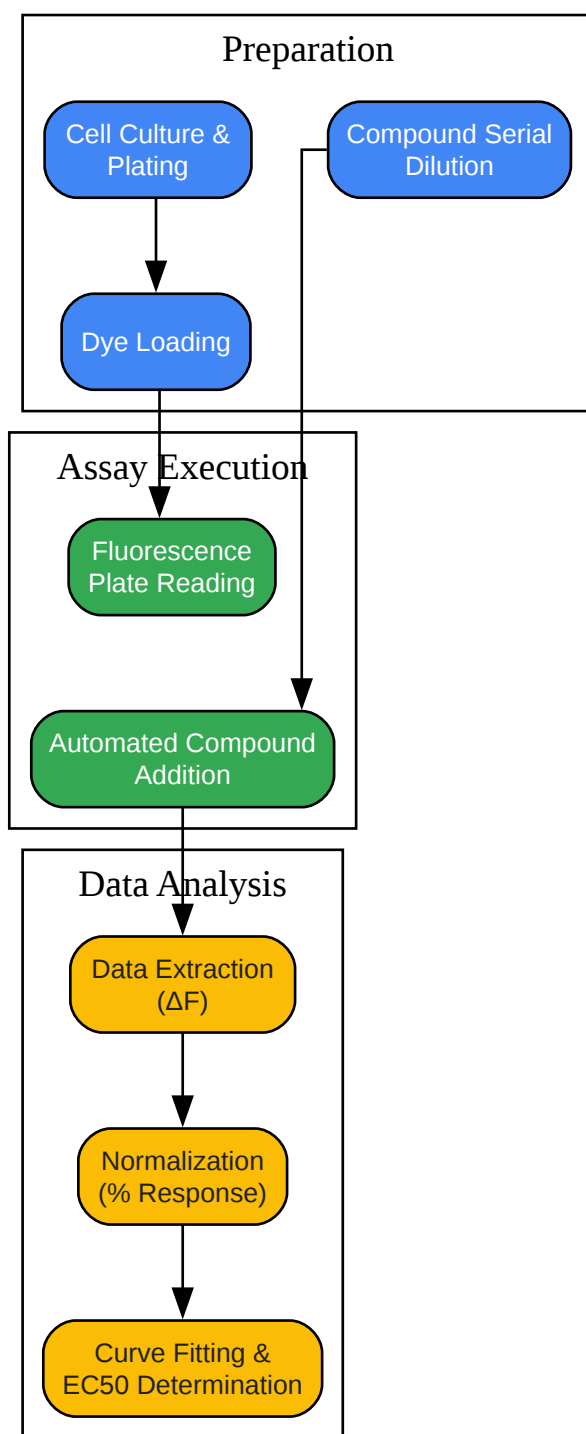 Preparation
Cell Culture &
Plating
Compound Serial
Dilution
Dye Loading
Assay Execution
Fluorescence
Plate Reading
Automated Compound
Addition
Data Analysis
Data Extraction
(ΔF)
Normalization
(% Response)
Curve Fitting &
EC50 Determination